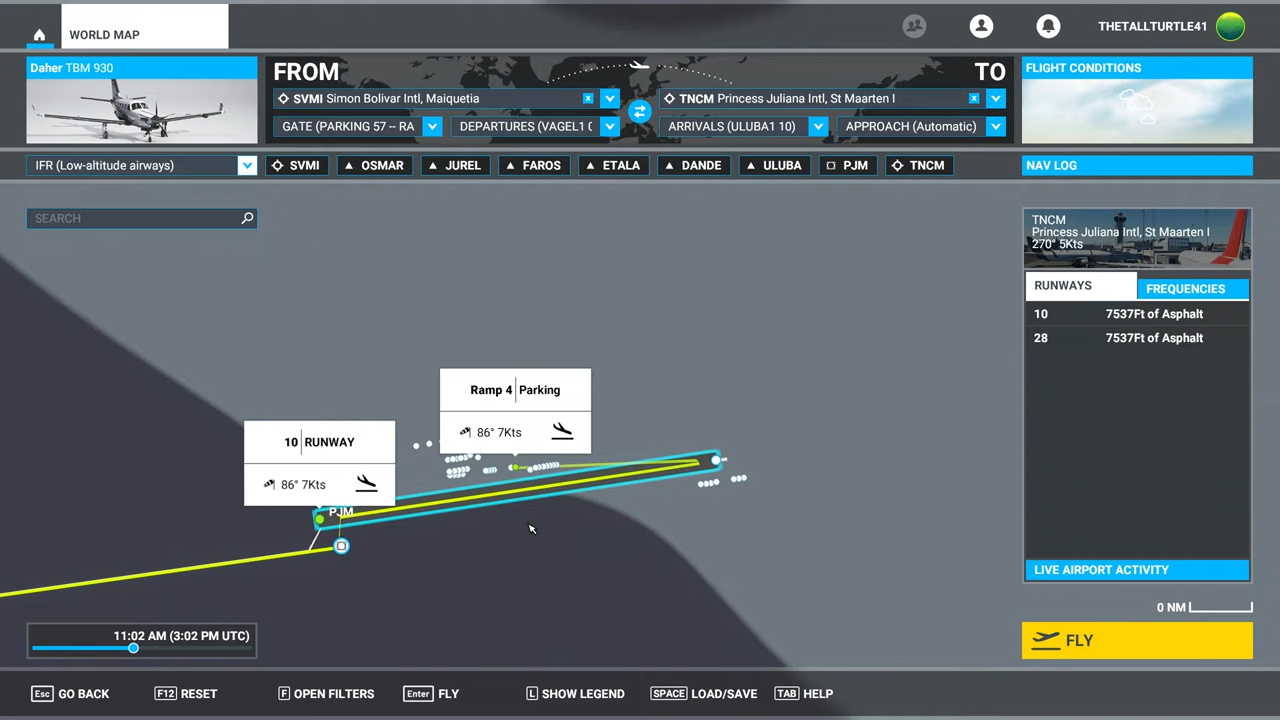 WORLD MAP
THETALLTURTLE41
Daher TBM 930
FROM
TO
SVMI Simon Bolivar Intl, Maiquetia
x
TNCM Princess Juliana Intl, St Maarten I
x
GATE (PARKING 57 -- RA
DEPARTURES (VAGEL1 (
ARRIVALS (ULUBA1 10)
APPROACH (Automatic)
FLIGHT CONDITIONS
IFR (Low-altitude airways)
SVMI
OSMAR
JUREL
FAROS
ETALA
DANDE
ULUBA
PJM
TNCM
NAV LOG
SEARCH
TNCM
Princess Juliana Intl, St Maarten I
270° 5Kts
RUNWAYS
FREQUENCIES
10 7537Ft of Asphalt
28 7537Ft of Asphalt
Ramp 4 Parking
86° 7Kts
10 RUNWAY
86° 7Kts
PJM
LIVE AIRPORT ACTIVITY
0 NM
11:02 AM (3:02 PM UTC)
FLY
Esc GO BACK
F12 RESET
F OPEN FILTERS
Enter FLY
L SHOW LEGEND
SPACE LOAD/SAVE
TAB HELP